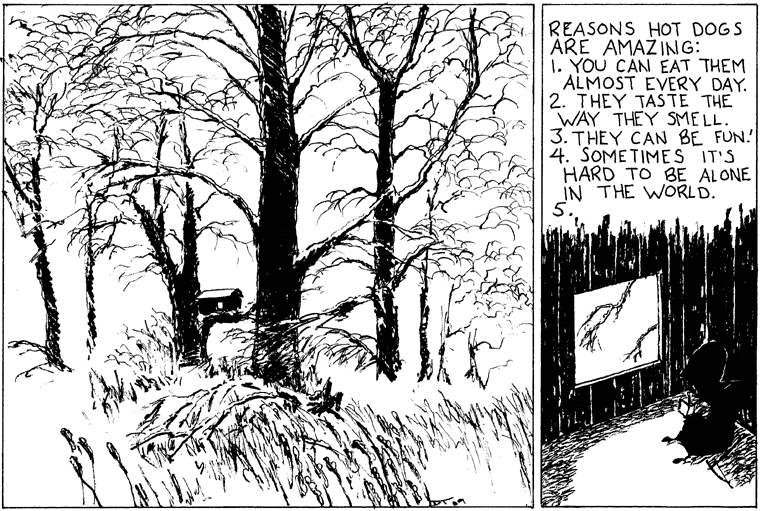 REASONS HOT DOGS
ARE AMAZING:
1. YOU CAN EAT THEM
ALMOST EVERY DAY.
2. THEY TASTE THE
WAY THEY SMELL.
3. THEY CAN BE FUN!
4. SOMETIMES IT'S
HARD TO BE ALONE
IN THE WORLD.
5.